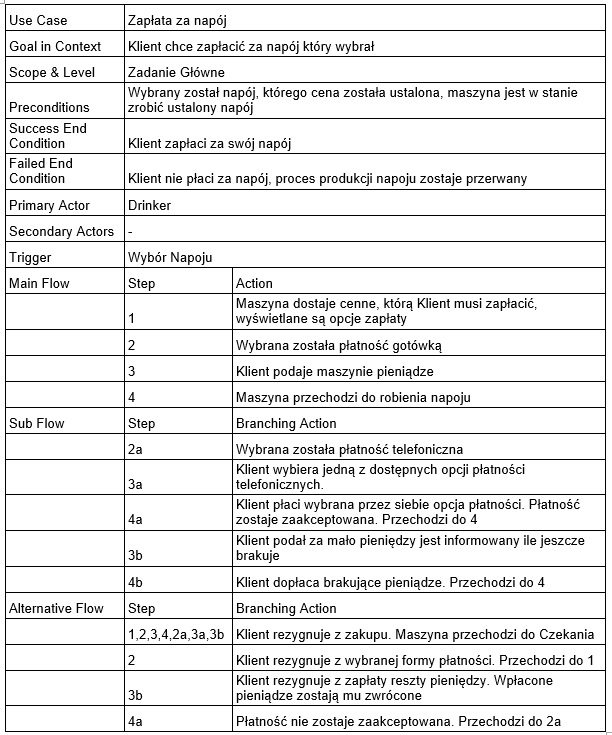 Use Case Zapłata za napój
Goal in Context Klient chce zapłacić za napój który wybrał
Scope & Level Zadanie Główne
Preconditions Wybrany został napój, którego cena została ustalona, maszyna jest w stanie
zrobić ustalony napój
Success End
Condition Klient zapłaci za swój napój
Failed End
Condition Klient nie płaci za napój, proces produkcji napoju zostaje przerwany
Primary Actor Drinker
Secondary Actors -
Trigger Wybór Napoju
Main Flow Step Action
1 Maszyna dostaje cenne, którą Klient musi zapłacić,
wyświetlane są opcje zapłaty
2 Wybrana została płatność gotówką
3 Klient podaje maszynie pieniądze
4 Maszyna przechodzi do robienia napoju
Sub Flow Step Branching Action
2a Wybrana została płatność telefoniczna
3a Klient wybiera jedną z dostępnych opcji płatności
telefonicznych.
4a Klient płaci wybrana przez siebie opcja płatności. Płatność
zostaje zaakceptowana. Przechodzi do 4
3b Klient podał za mało pieniędzy jest informowany ile jeszcze
brakuje
4b Klient dopłaca brakujące pieniądze. Przechodzi do 4
Alternative Flow Step Branching Action
1,2,3,4,2a,3a,3b Klient rezygnuje z zakupu. Maszyna przechodzi do Czekania
2 Klient rezygnuje z wybranej formy płatności. Przechodzi do 1
3b Klient rezygnuje z zapłaty reszty pieniędzy. Wpłacone
pieniądze zostają mu zwrócone
4a Płatność nie zostaje zaakceptowana. Przechodzi do 2a